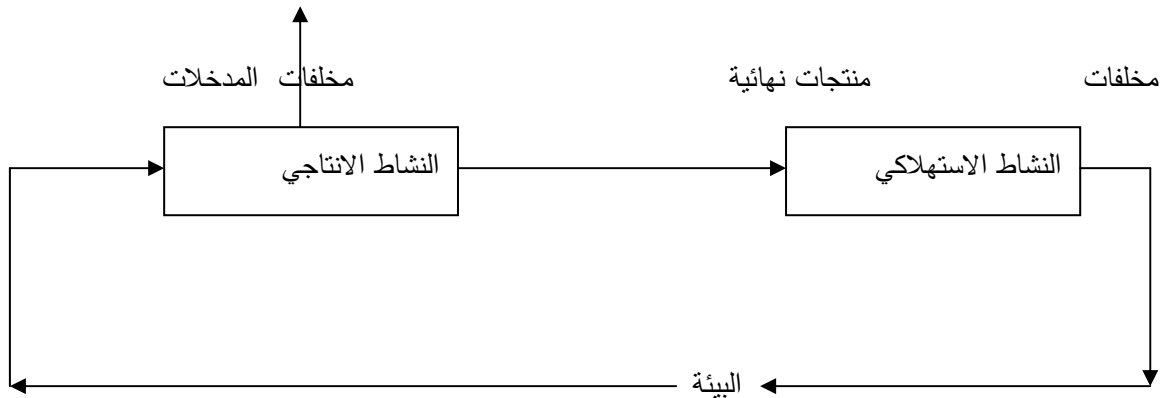 مخلفات المدخلات
منتجات نهائية
مخلفات
النشاط الانتاجي
النشاط الاستهلاكي
البيئة